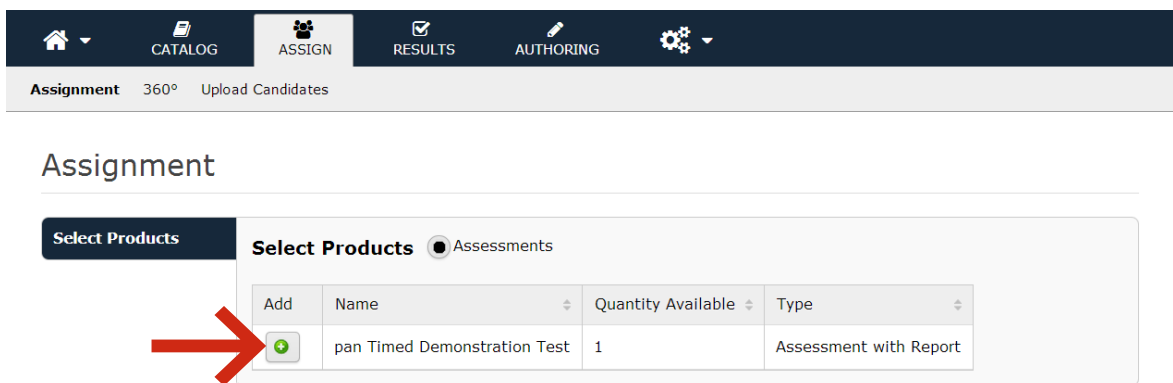 CATALOG ASSIGN RESULTS AUTHORING
Assignment 360° Upload Candidates
Assignment
Select Products
Select Products Assessments
Add Name Quantity Available Type
pan Timed Demonstration Test 1 Assessment with Report